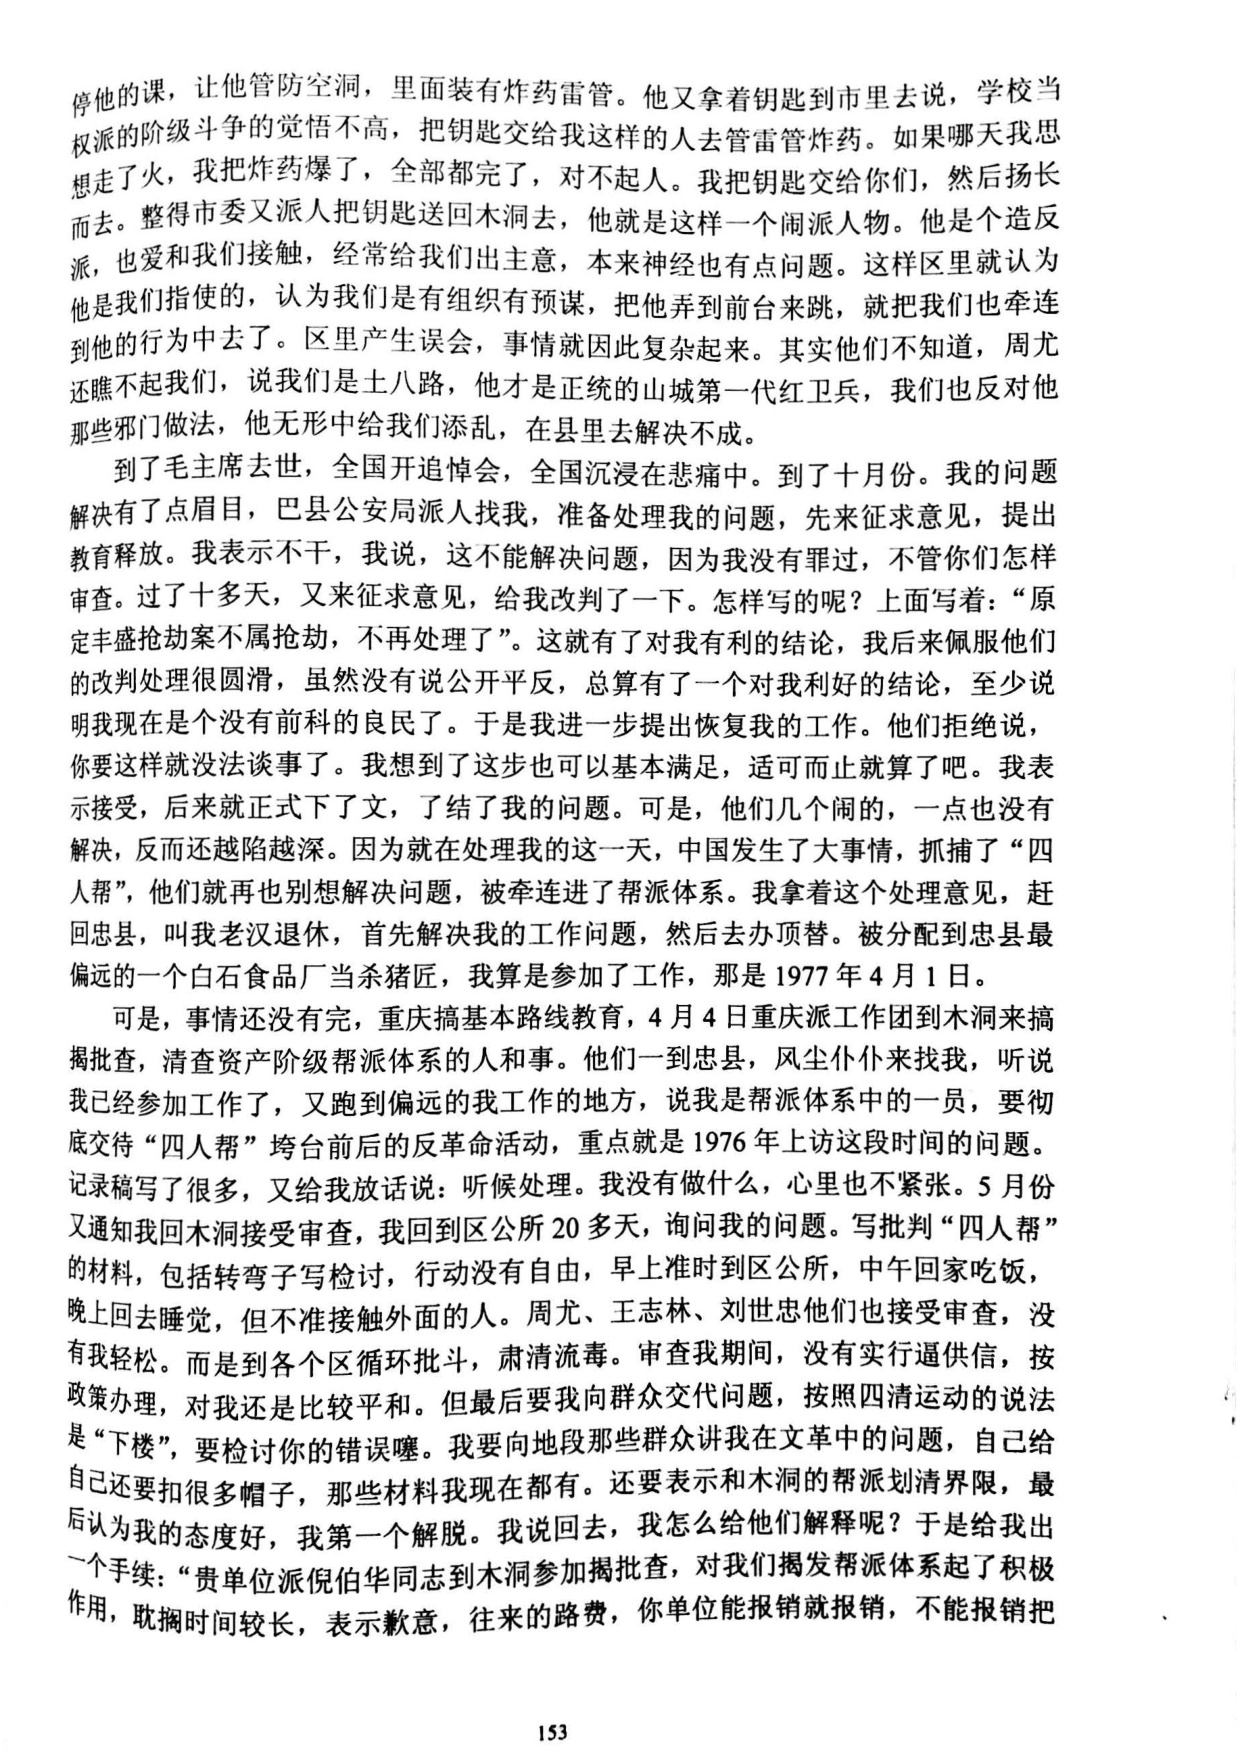 停他的课，让他管防空洞，里面装有炸药雷管。他又拿着钥匙到市里去说，学校当
权派的阶级斗争的觉悟不高，把钥匙交给我这样的人去管雷管炸药。如果哪天我思
想走了火，我把炸药爆了，全部都完了，对不起人。我把钥匙交给你们，然后扬长
而去。整得市委又派人把钥匙送回木洞去，他就是这样一个闹派人物。他是个造反
派，也爱和我们接触，经常给我们出主意，本来神经也有点问题。这样区里就认为
他是我们指使的，认为我们是有组织有预谋，把他弄到前台来跳，就把我们也牵连
到他的行为中去了。区里产生误会，事情就因此复杂起来。其实他们不知道，周尤
还瞧不起我们，说我们是土八路，他才是正统的山城第一代红卫兵，我们也反对他
那些邪门做法，他无形中给我们添乱，在县里去解决不成。
到了毛主席去世，全国开追悼会，全国沉浸在悲痛中。到了十月份。我的问题
解决有了点眉目，巴县公安局派人找我，准备处理我的问题，先来征求意见，提出
教育释放。我表示不干，我说，这不能解决问题，因为我没有罪过，不管你们怎样
审查。过了十多天，又来征求意见，给我改判了一下。怎样写的呢？上面写着：“原
定丰盛抢劫案不属抢劫，不再处理了”。这就有了对我有利的结论，我后来佩服他们
的改判处理很圆滑，虽然没有说公开平反，总算有了一个对我利好的结论，至少说
明我现在是个没有前科的良民了。于是我进一步提出恢复我的工作。他们拒绝说，
你要这样就没法谈事了。我想到了这步也可以基本满足，适可而止就算了吧。我表
示接受，后来就正式下了文，了结了我的问题。可是，他们几个闹的，一点也没有
解决，反而还越陷越深。因为就在处理我的这一天，中国发生了大事情，抓捕了“四
人帮”，他们就再也别想解决问题，被牵连进了帮派体系。我拿着这个处理意见，赶
回忠县，叫我老汉退休，首先解决我的工作问题，然后去办顶替。被分配到忠县最
偏远的一个白石食品厂当杀猪匠，我算是参加了工作，那是 1977 年 4 月 1 日。
可是，事情还没有完，重庆搞基本路线教育，4 月 4 日重庆派工作团到木洞来搞
揭批查，清查资产阶级帮派体系的人和事。他们一到忠县，风尘仆仆来找我，听说
我已经参加工作了，又跑到偏远的我工作的地方，说我是帮派体系中的一员，要彻
底交待“四人帮”垮台前后的反革命活动，重点就是 1976 年上访这段时间的问题。
记录稿写了很多，又给我放话说：听候处理。我没有做什么，心里也不紧张。5 月份
又通知我回木洞接受审查，我回到区公所 20 多天，询问我的问题。写批判“四人帮”
的材料，包括转弯子写检讨，行动没有自由，早上准时到区公所，中午回家吃饭，
晚上回去睡觉，但不准接触外面的人。周尤、王志林、刘世忠他们也接受审查，没
有我轻松。而是到各个区循环批斗，肃清流毒。审查我期间，没有实行逼供信，按
政策办理，对我还是比较平和。但最后要我向群众交代问题，按照四清运动的说法
是“下楼”，要检讨你的错误噻。我要向地段那些群众讲我在文革中的问题，自己给
自己还要扣很多帽子，那些材料我现在都有。还要表示和木洞的帮派划清界限，最
后认为我的态度好，我第一个解脱。我说回去，我怎么给他们解释呢？于是给我出
一个手续：“贵单位派倪伯华同志到木洞参加揭批查，对我们揭发帮派体系起了积极
作用，耽搁时间较长，表示歉意，往来的路费，你单位能报销就报销，不能报销把
153